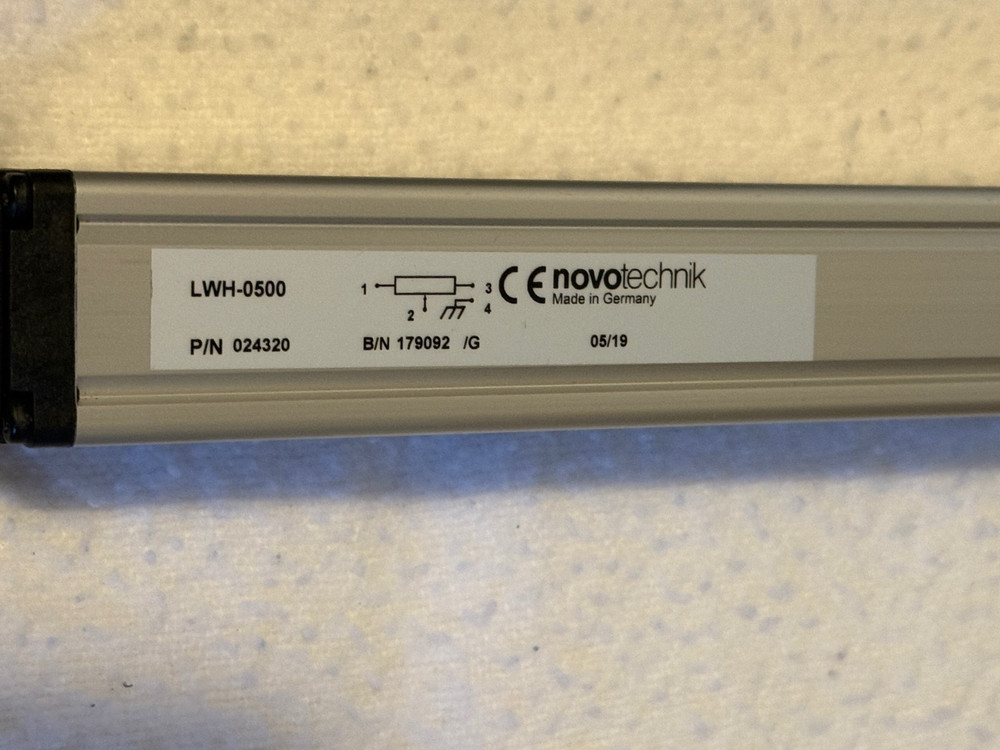 LWH-0500
1 3
2 4
CE novotechnik
Made in Germany
P/N 024320 B/N 179092 /G 05/19